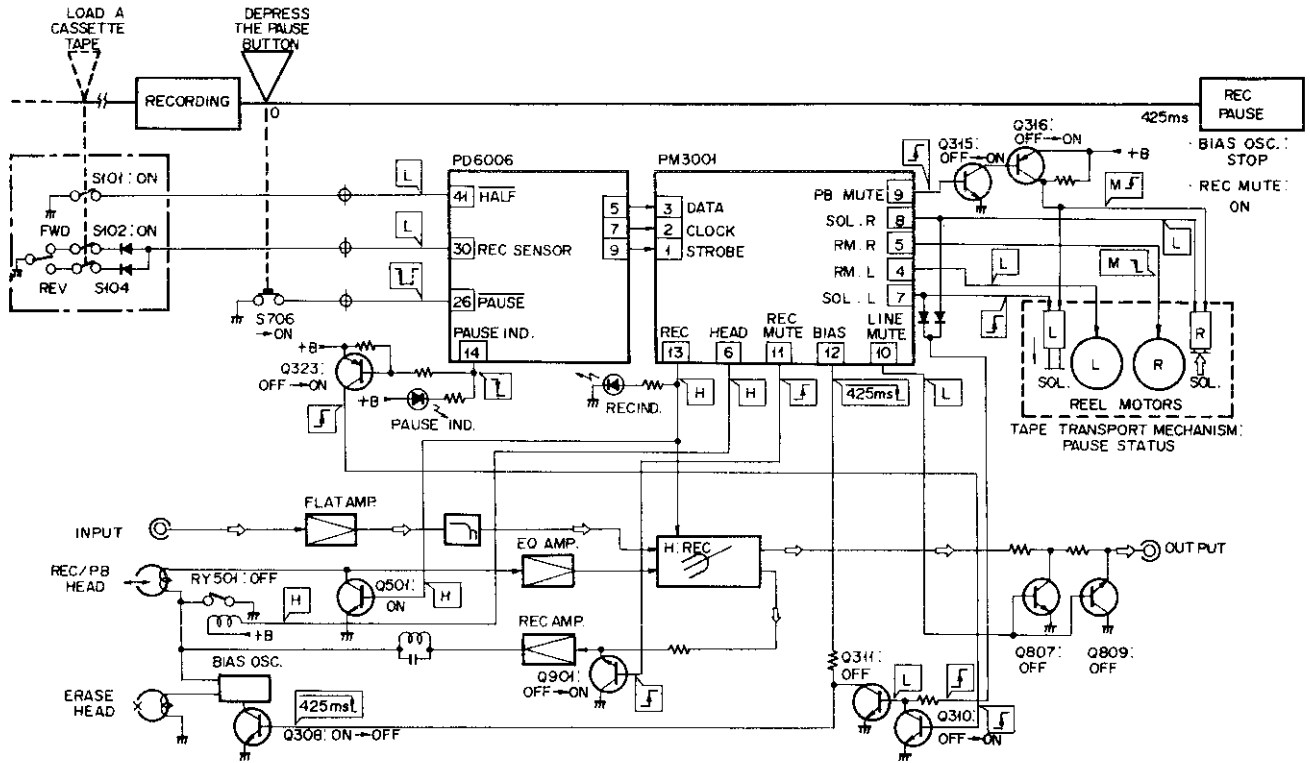 LOAD A
CASSETTE
TAPE
DEPRESS
THE PAUSE
BUTTON
RECORDING
0
425ms
REC
PAUSE
BIAS OSC.:
STOP
REC MUTE:
ON
S101: ON
FWD
S102: ON
REV
S104
S706
→ON
L
L
PD6006
41 HALF
30 REC SENSOR
26 PAUSE
PAUSE IND.
14
5
7
9
PM3001
3 DATA
2 CLOCK
1 STROBE
PB MUTE 9
SOL. R 8
RM. R 5
RM. L 4
SOL. L 7
REC
13
HEAD
6
REC
MUTE
11
BIAS
12
LINE
MUTE
10
Q315:
OFF→ON
Q316:
OFF→ON
+B
M
L
L
M
L
R
L
R
SOL.
SOL.
REEL MOTORS
TAPE TRANSPORT MECHANISM:
PAUSE STATUS
+B
Q323:
OFF→ON
+B
PAUSE IND.
REC IND.
H
H
425ms
L
FLAT AMP.
INPUT
EQ AMP.
H: REC
OUTPUT
REC/PB
HEAD
RY501: OFF
H
+B
Q501:
ON
H
REC AMP.
BIAS OSC.
Q901:
OFF→ON
ERASE
HEAD
425ms
Q308: ON→OFF
Q311:
OFF
L
Q310:
OFF→ON
Q807:
OFF
Q809:
OFF